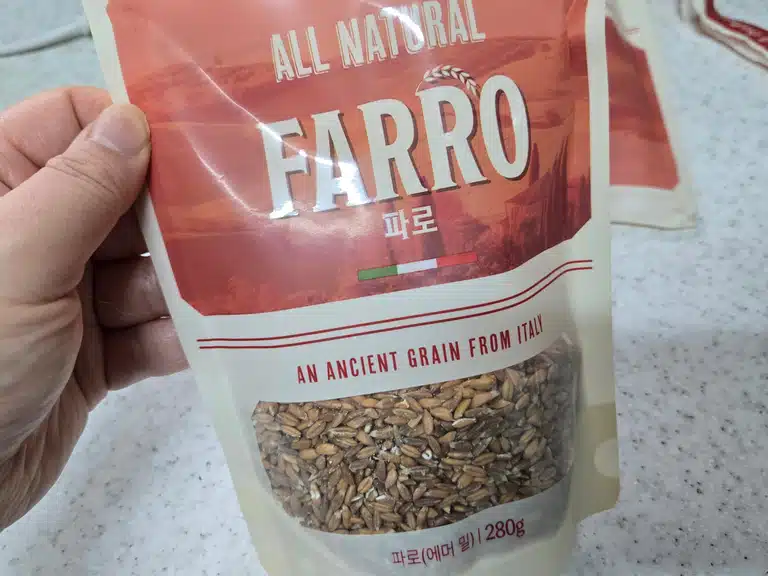 ALL NATURAL
FARRO
파로
AN ANCIENT GRAIN FROM ITALY
파로(에머 밀) | 280g